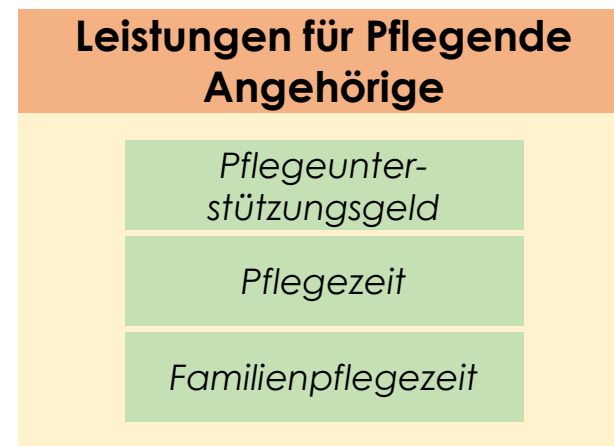 Leistungen für Pflegende
Angehörige
Pflegeunter-
stützungsgeld
Pflegezeit
Familienpflegezeit